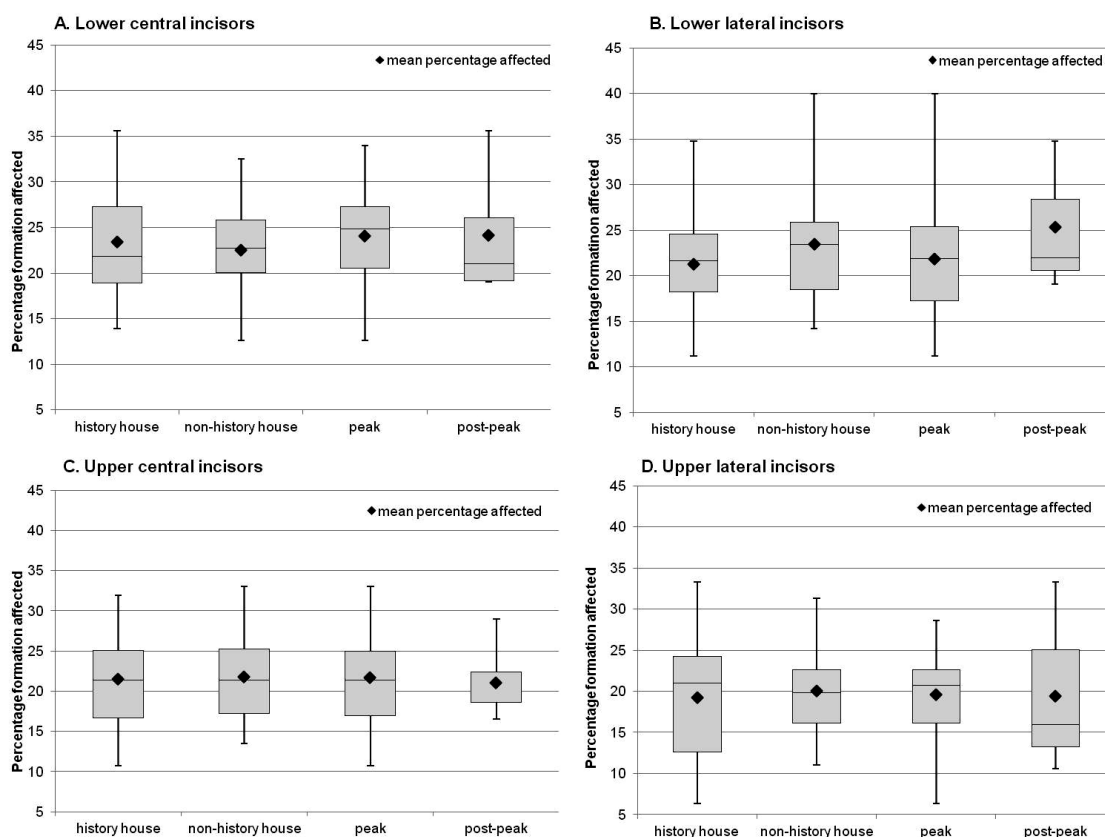 A. Lower central incisors
mean percentage affected
Percentage formation affected
45
40
35
30
25
20
15
10
5
history house non-history house peak post-peak
B. Lower lateral incisors
mean percentage affected
Percentage formatinon affected
45
40
35
30
25
20
15
10
5
history house non-history house peak post-peak
C. Upper central incisors
mean percentage affected
Percentage formation affected
45
40
35
30
25
20
15
10
5
history house non-history house peak post-peak
D. Upper lateral incisors
mean percentage affected
Percentage formation affected
45
40
35
30
25
20
15
10
5
history house non-history house peak post-peak